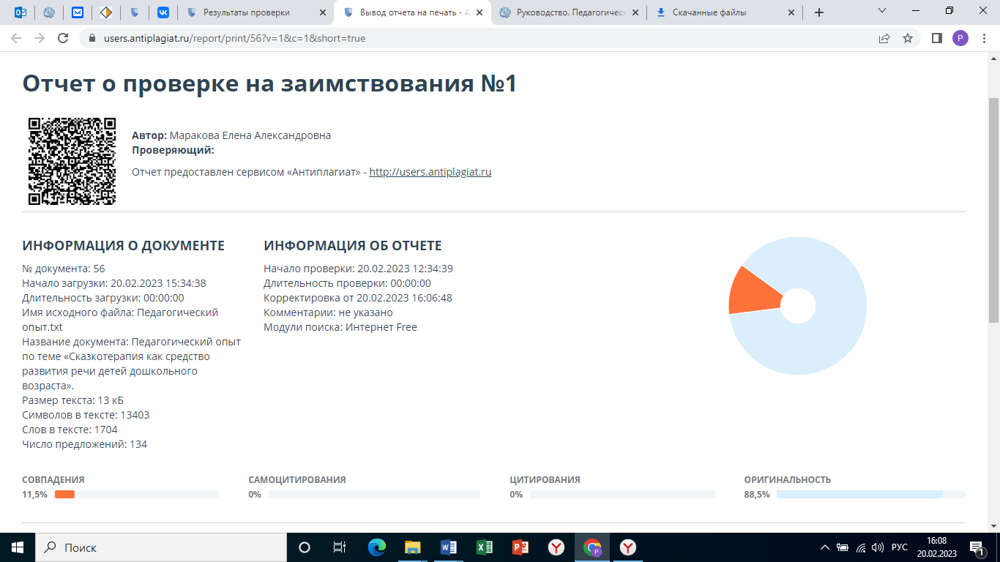 Результаты проверки
Вывод отчета на печать - А
Руководство. Педагогичес
Скачанные файлы
users.antiplagiat.ru/report/print/56?v=1&c=1&short=true
P
Отчет о проверке на заимствования №1
Автор: Маракова Елена Александровна
Проверяющий:
Отчет предоставлен сервисом «Антиплагиат» - http://users.antiplagiat.ru
ИНФОРМАЦИЯ О ДОКУМЕНТЕ
№ документа: 56
Начало загрузки: 20.02.2023 15:34:38
Длительность загрузки: 00:00:00
Имя исходного файла: Педагогический
опыт.txt
Название документа: Педагогический опыт
по теме «Сказкотерапия как средство
развития речи детей дошкольного
возраста».
Размер текста: 13 кБ
Символов в тексте: 13403
Слов в тексте: 1704
Число предложений: 134
ИНФОРМАЦИЯ ОБ ОТЧЕТЕ
Начало проверки: 20.02.2023 12:34:39
Длительность проверки: 00:00:00
Корректировка от 20.02.2023 16:06:48
Комментарии: не указано
Модули поиска: Интернет Free
СОВПАДЕНИЯ
11,5%
САМОЦИТИРОВАНИЯ
0%
ЦИТИРОВАНИЯ
0%
ОРИГИНАЛЬНОСТЬ
88,5%
Поиск
РУС
16:08
20.02.2023
1